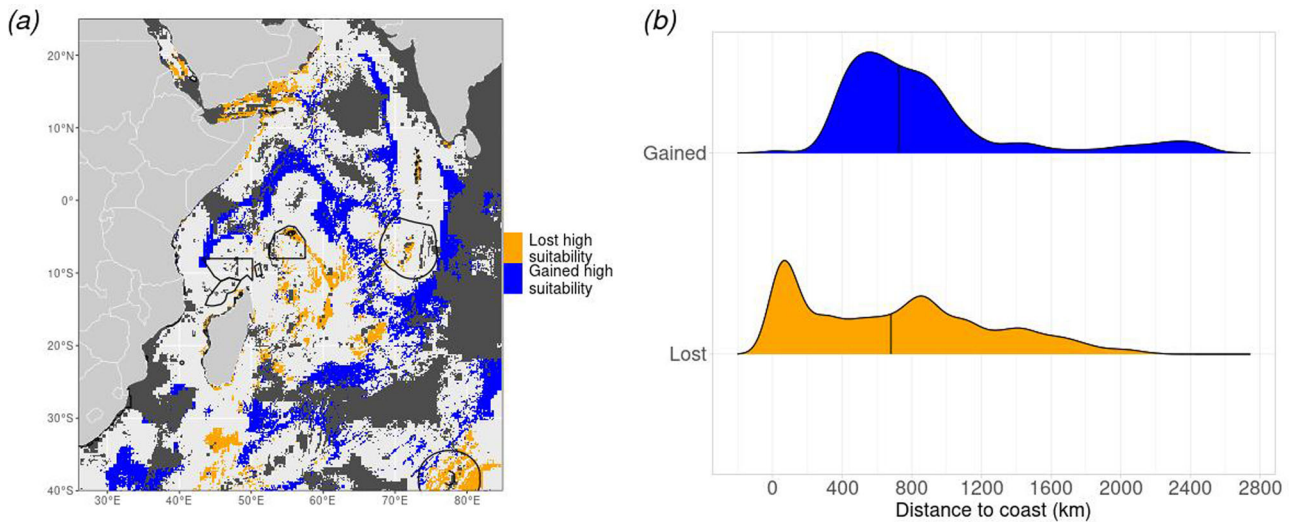 (a)
20°N
10°N
0°
10°S
20°S
30°S
40°S
30°E
40°E
50°E
60°E
70°E
80°E
Lost high
suitability
Gained high
suitability
(b)
Gained
Lost
0
400
800
1200
1600
2000
2400
2800
Distance to coast (km)